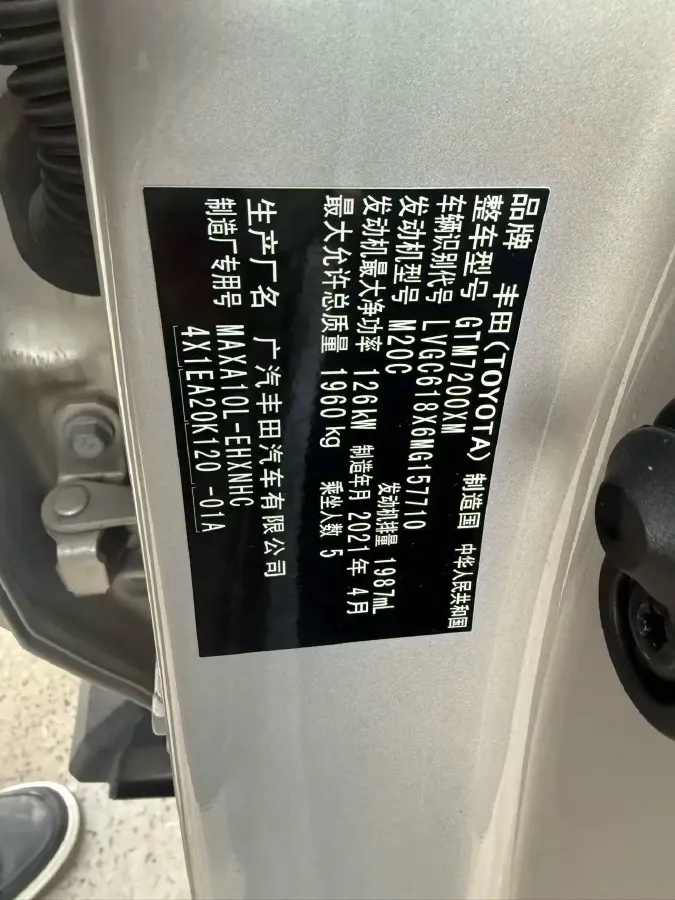 品牌 丰田(TOYOTA) 制造国 中华人民共和国
整车型号 GTM7200XM
车辆识别代号 LVGC618X6MG157710
发动机型号 M20C 发动机排量 1987mL
发动机最大净功率 126kW 制造年月 2021年 4月
最大允许总质量 1960kg 乘坐人数 5
生产厂名 广汽丰田汽车有限公司
制造厂专用号 MAXA10L-EHXNHC
4X1EA20K120 -01A